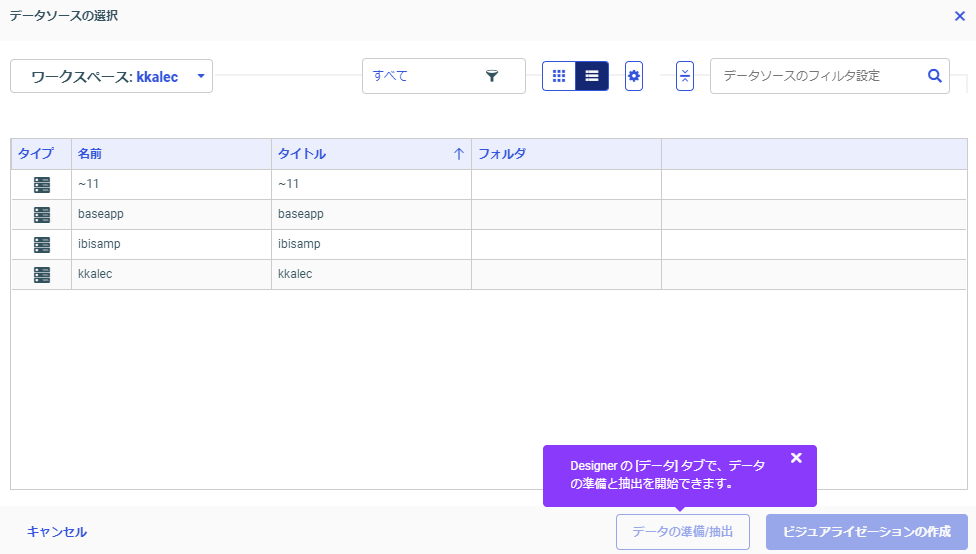 データソースの選択
ワークスペース: kkalec
すべて
データソースのフィルタ設定
タイプ 名前 タイトル フォルダ
~11 ~11
baseapp baseapp
ibisamp ibisamp
kkalec kkalec
Designer の [データ] タブで、データ
の準備と抽出を開始できます。
キャンセル
データの準備/抽出
ビジュアライゼーションの作成